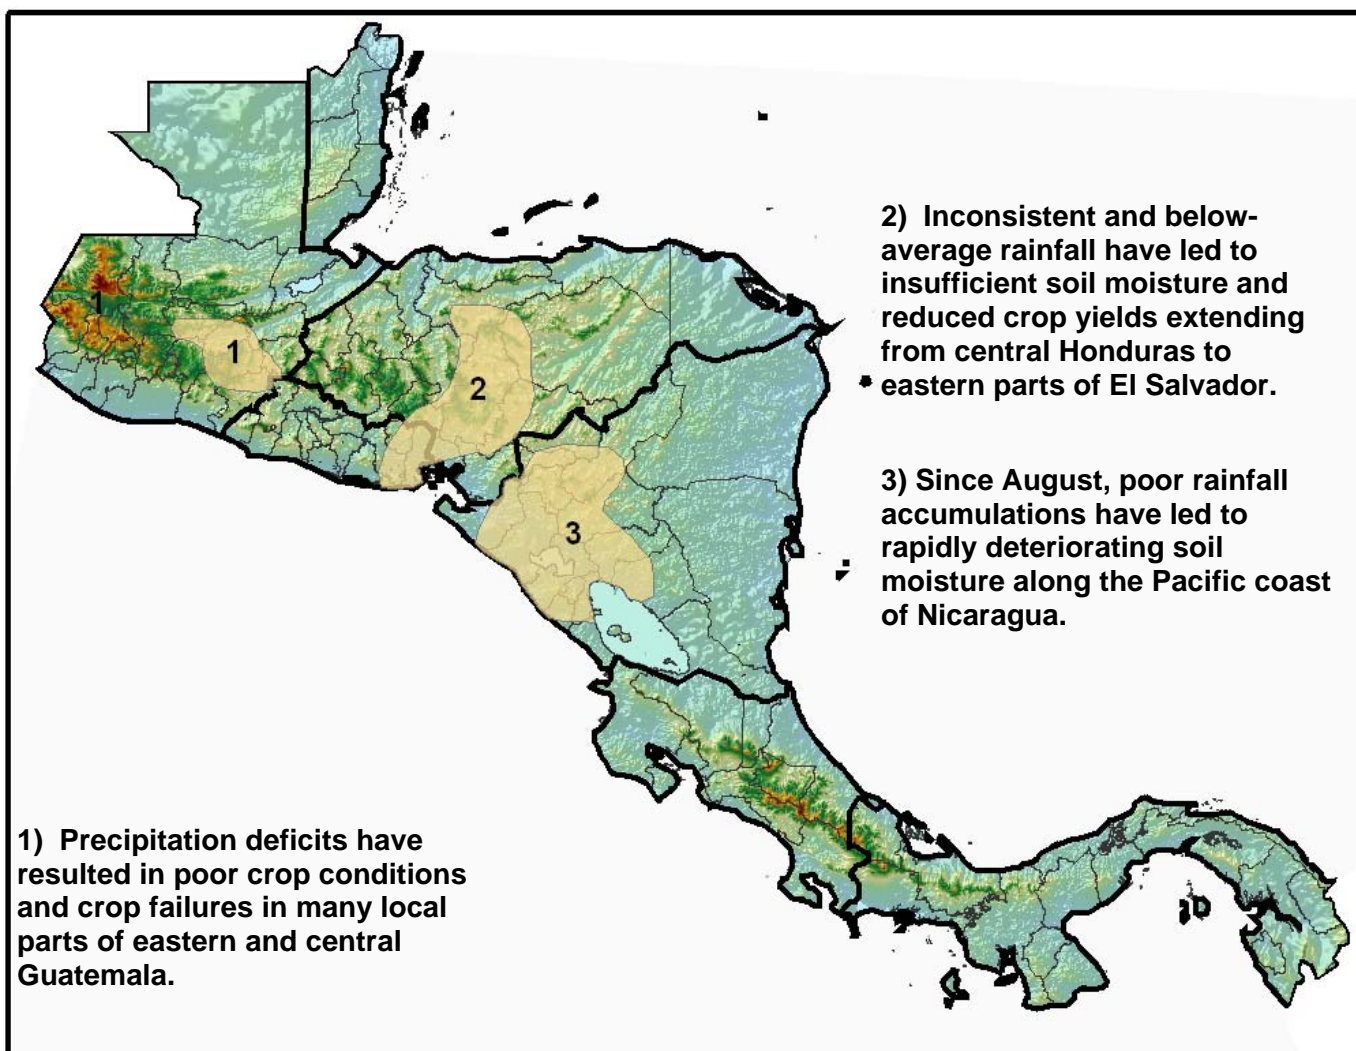 2)  Inconsistent and below-
average rainfall have led to
insufficient soil moisture and
reduced crop yields extending
from central Honduras to
eastern parts of El Salvador.
1
1
2
3) Since August, poor rainfall
accumulations have led to
rapidly deteriorating soil
moisture along the Pacific coast
of Nicaragua.
3
1)  Precipitation deficits have
resulted in poor crop conditions
and crop failures in many local
parts of eastern and central
Guatemala.